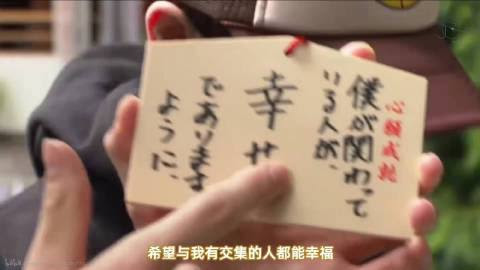 心願成就
僕が関わって
いる人が、
幸せ
であります
ように、
希望与我有交集的人都能幸福